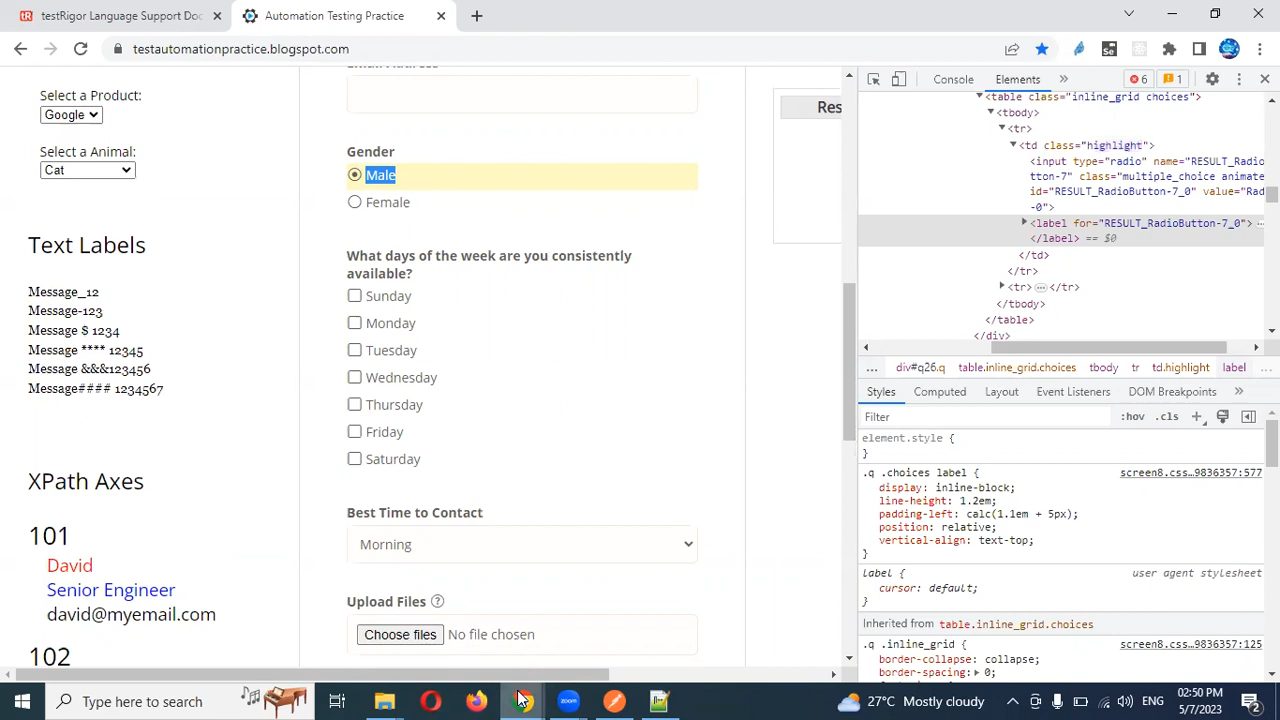 testRigor Language Support Doc
Automation Testing Practice
testautomationpractice.blogspot.com
Select a Product:
Google
Select a Animal:
Cat
Text Labels
Message_12
Message-123
Message $ 1234
Message **** 12345
Message &&&123456
Message#### 1234567
XPath Axes
101
David
Senior Engineer
david@myemail.com
102
Email Address
Gender
Male
Female
What days of the week are you consistently
available?
Sunday
Monday
Tuesday
Wednesday
Thursday
Friday
Saturday
Best Time to Contact
Morning
Upload Files ?
Choose files No file chosen
Res
Console Elements » 6 1
<table class="inline_grid choices">
<tbody>
<tr>
<td class="highlight">
<input type="radio" name="RESULT_Radio
tton-7" class="multiple_choice animate
id="RESULT_RadioButton-7_0" value="Rad
-0">
<label for="RESULT_RadioButton-7_0"> …
</label> == $0
</td>
</tr>
<tr> … </tr>
</tbody>
</table>
</div>
... div#q26.q table.inline_grid.choices tbody tr td.highlight label ...
Styles Computed Layout Event Listeners DOM Breakpoints »
Filter :hov .cls +
element.style {
}
.q .choices label { screen8.css…9836357:577
display: inline-block;
line-height: 1.2em;
padding-left: calc(1.1em + 5px);
position: relative;
vertical-align: text-top;
}
label { user agent stylesheet
cursor: default;
}
Inherited from table.inline_grid.choices
.q .inline_grid { screen8.css…9836357:125
border-collapse: collapse;
border-spacing: 0;
Type here to search
zoom
27°C Mostly cloudy
ENG
02:50 PM
5/7/2023
2